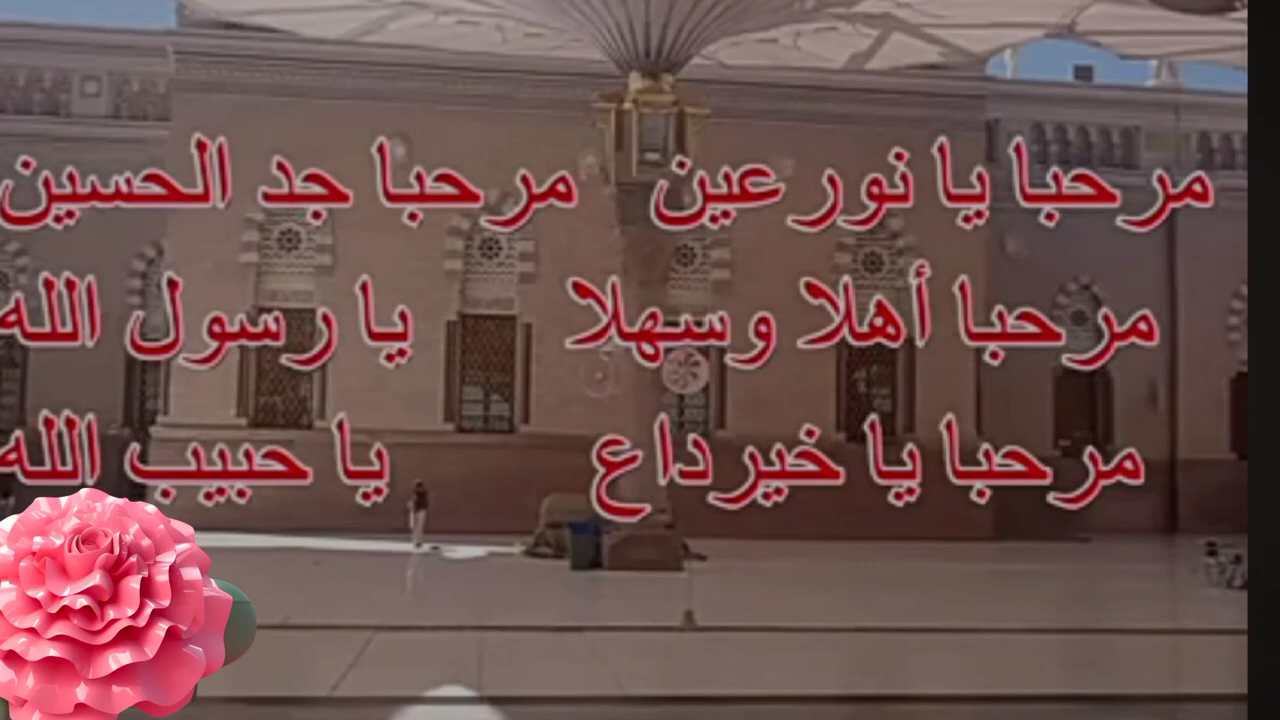 مرحبا يا نور عين مرحبا جد الحسين
مرحبا أهلا وسهلا يا رسول الله
مرحبا يا خير داع يا حبيب الله